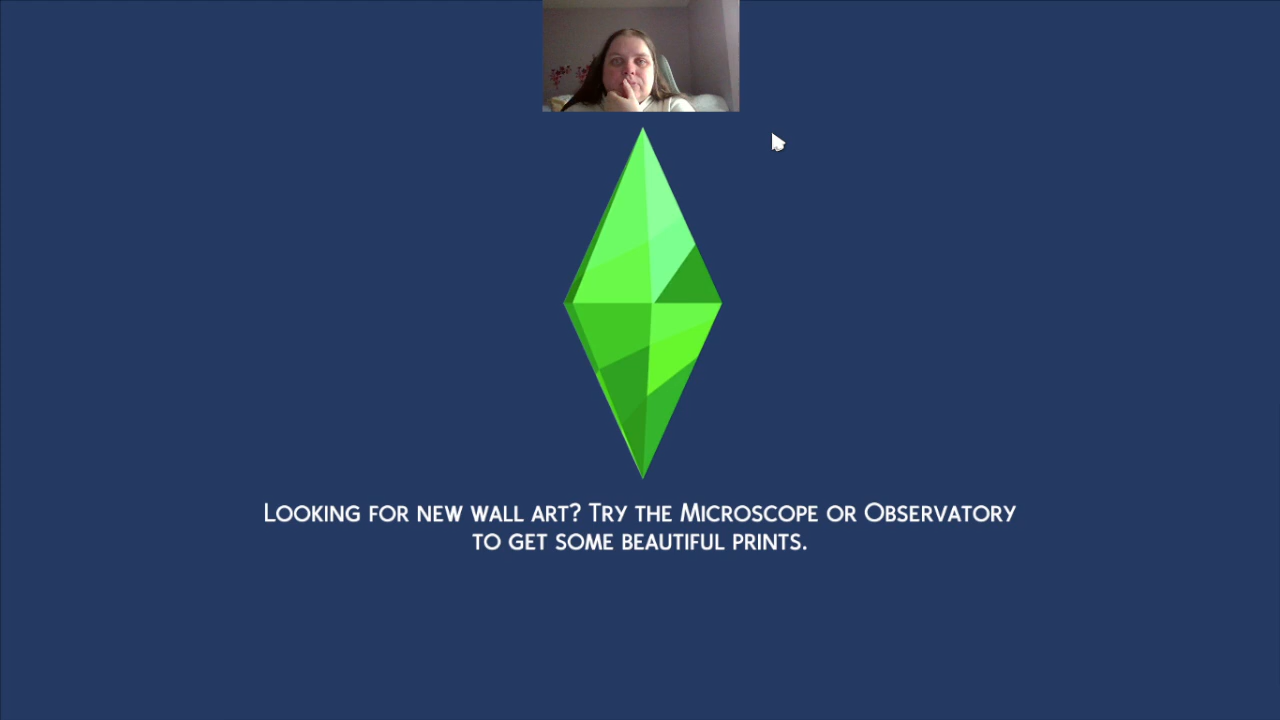 Looking for new wall art? Try the Microscope or Observatory
to get some beautiful prints.